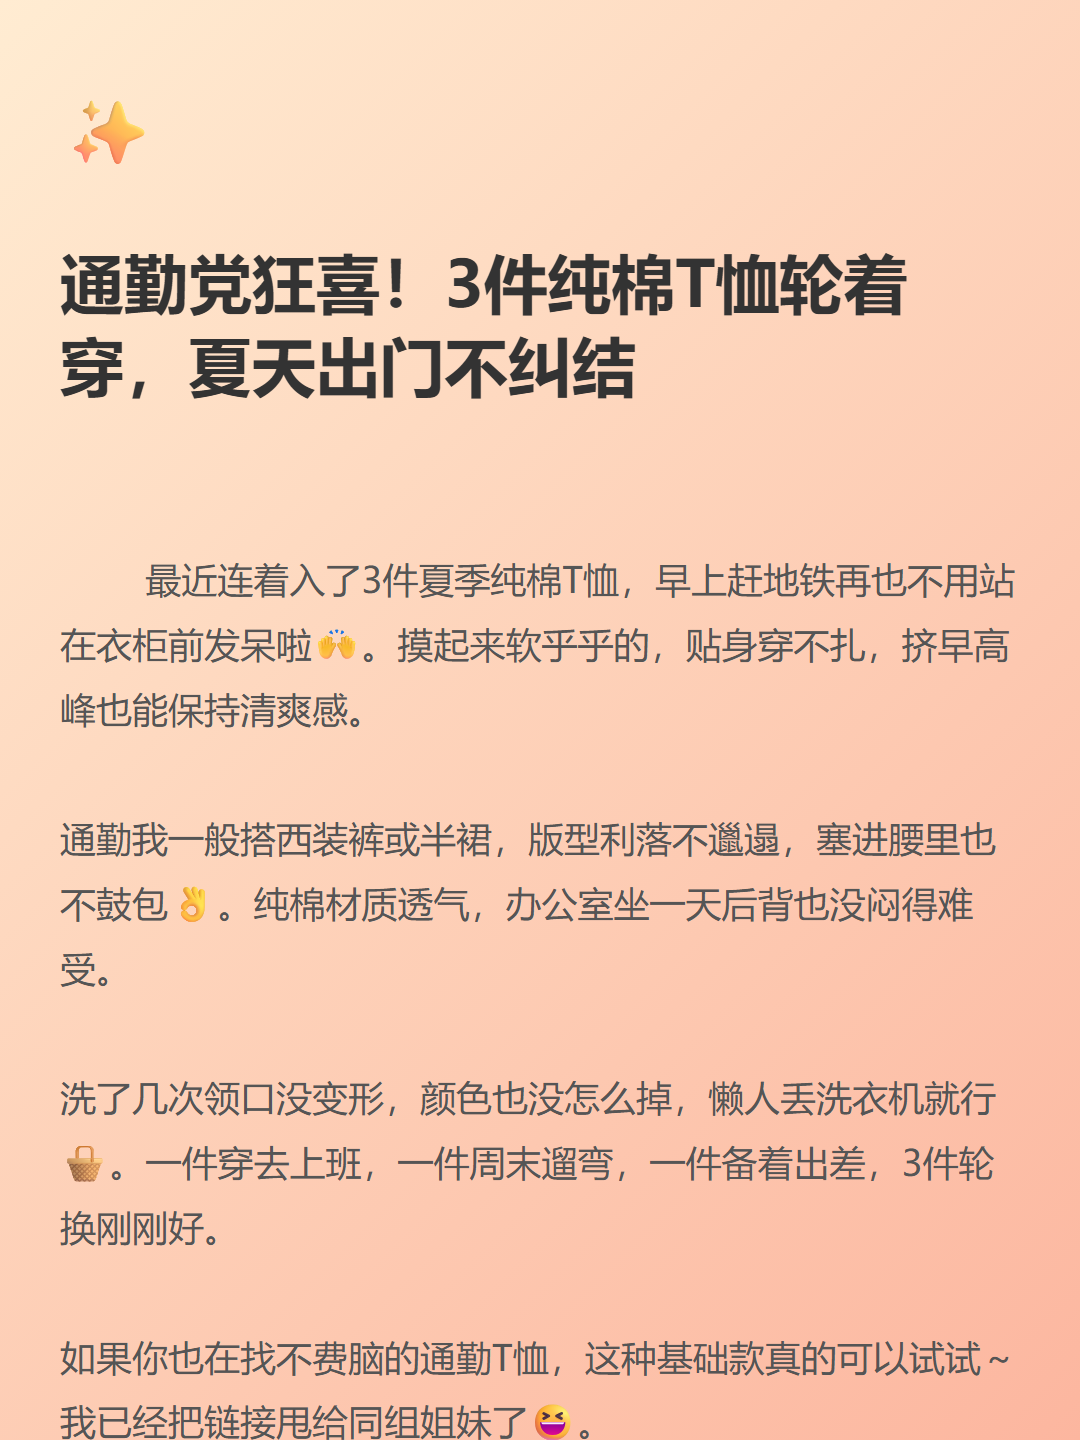 ✨
通勤党狂喜！3件纯棉T恤轮着
穿，夏天出门不纠结
最近连着入了3件夏季纯棉T恤，早上赶地铁再也不用站
在衣柜前发呆啦🙌。摸起来软乎乎的，贴身穿不扎，挤早高
峰也能保持清爽感。
通勤我一般搭西装裤或半裙，版型利落不邋遢，塞进腰里也
不鼓包👌。纯棉材质透气，办公室坐一天后背也没闷得难
受。
洗了几次领口没变形，颜色也没怎么掉，懒人丢洗衣机就行
🧺。一件穿去上班，一件周末遛弯，一件备着出差，3件轮
换刚刚好。
如果你也在找不费脑的通勤T恤，这种基础款真的可以试试～
我已经把链接甩给同组姐妹了😆。